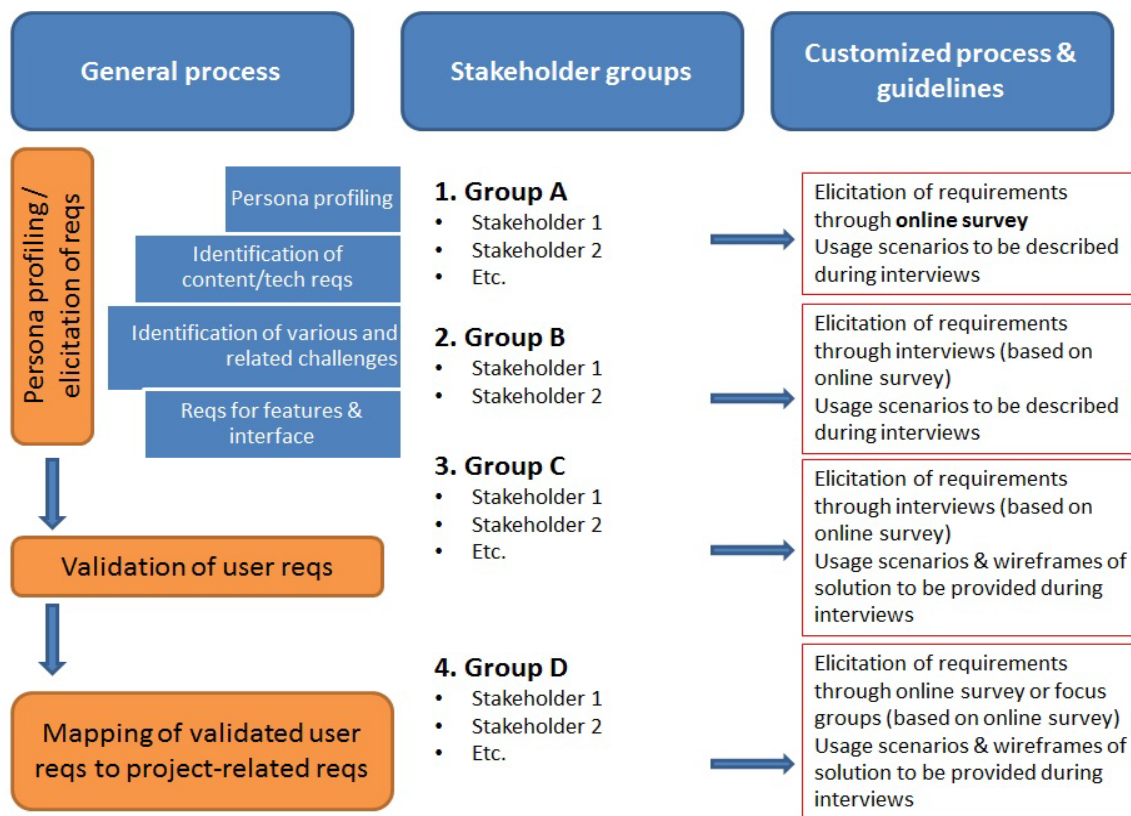 General process
Stakeholder groups
Customized process &
guidelines
Persona profiling /
elicitation of reqs
Persona profiling
Identification of
content/tech reqs
Identification of various and
related challenges
Reqs for features &
interface
Validation of user reqs
Mapping of validated user
reqs to project-related reqs
1. Group A
• Stakeholder 1
• Stakeholder 2
• Etc.
2. Group B
• Stakeholder 1
• Stakeholder 2
3. Group C
• Stakeholder 1
• Stakeholder 2
• Etc.
4. Group D
• Stakeholder 1
• Stakeholder 2
• Etc.
Elicitation of requirements
through online survey
Usage scenarios to be described
during interviews
Elicitation of requirements
through interviews (based on
online survey)
Usage scenarios to be described
during interviews
Elicitation of requirements
through interviews (based on
online survey)
Usage scenarios & wireframes of
solution to be provided during
interviews
Elicitation of requirements
through online survey or focus
groups (based on online survey)
Usage scenarios & wireframes of
solution to be provided during
interviews